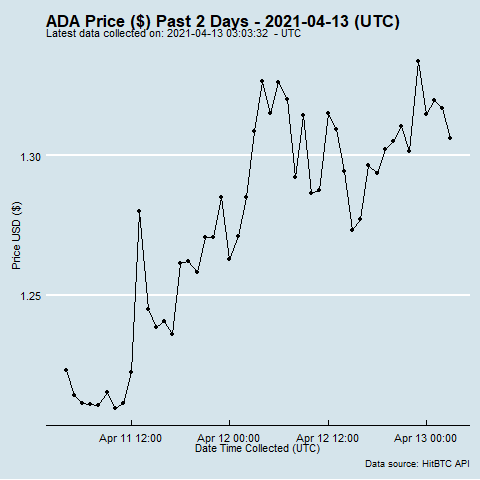 ADA Price ($) Past 2 Days - 2021-04-13 (UTC)
Latest data collected on: 2021-04-13 03:03:32 - UTC
1.30
Price USD ($)
1.25
Apr 11 12:00 Apr 12 00:00 Apr 12 12:00 Apr 13 00:00
Date Time Collected (UTC)
Data source: HitBTC API